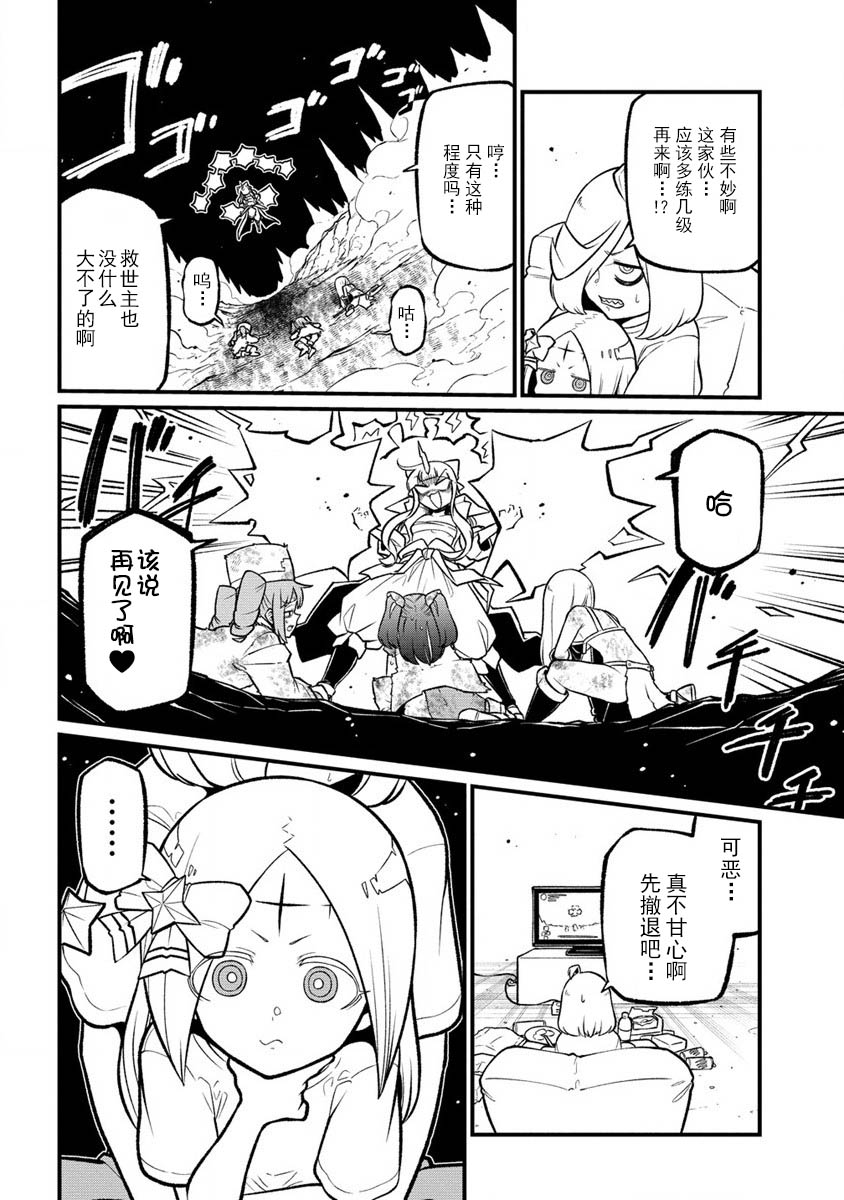 有些不妙啊
这家伙…
应该多练几级
再来啊…!?
哼…
只有这种
程度吗…
ゴゴゴゴゴ
咕…
呜…
救世主也
没什么
大不了的啊
哈
千千千
该说
再见了啊
♥
可恶…
真不甘心啊
先撤退吧…
……